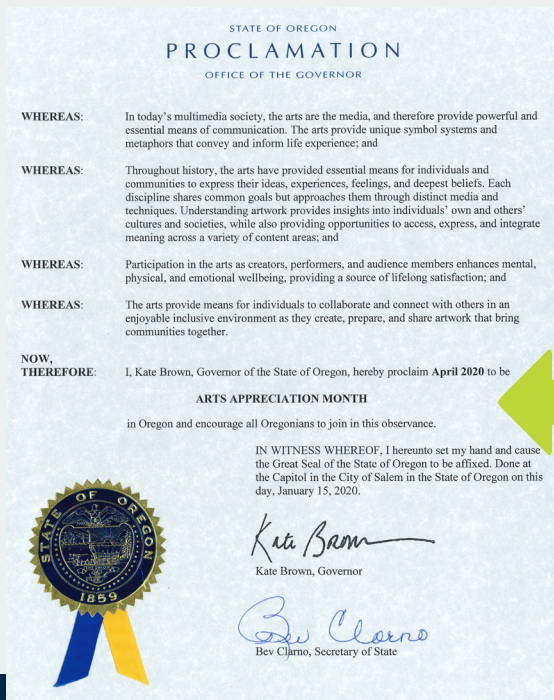 STATE OF OREGON
PROCLAMATION
OFFICE OF THE GOVERNOR
WHEREAS: In today's multimedia society, the arts are the media, and therefore provide powerful and
essential means of communication. The arts provide unique symbol systems and
metaphors that convey and inform life experience; and
WHEREAS: Throughout history, the arts have provided essential means for individuals and
communities to express their ideas, experiences, feelings, and deepest beliefs. Each
discipline shares common goals but approaches them through distinct media and
techniques. Understanding artwork provides insights into individuals' own and others'
cultures and societies, while also providing opportunities to access, express, and integrate
meaning across a variety of content areas; and
WHEREAS: Participation in the arts as creators, performers, and audience members enhances mental,
physical, and emotional wellbeing, providing a source of lifelong satisfaction; and
WHEREAS: The arts provide means for individuals to collaborate and connect with others in an
enjoyable inclusive environment as they create, prepare, and share artwork that bring
communities together.
NOW,
THEREFORE: I, Kate Brown, Governor of the State of Oregon, hereby proclaim April 2020 to be
ARTS APPRECIATION MONTH
in Oregon and encourage all Oregonians to join in this observance.
IN WITNESS WHEREOF, I hereunto set my hand and cause
the Great Seal of the State of Oregon to be affixed. Done at
the Capitol in the City of Salem in the State of Oregon on this
day, January 15, 2020.
Kate Brown
Kate Brown, Governor
Bev Clarno
Bev Clarno, Secretary of State
STATE OF OREGON
1859